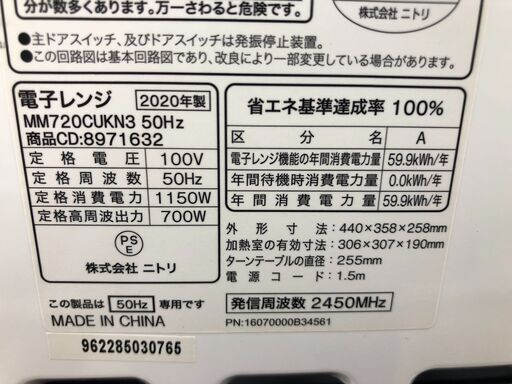 分が数多くあります。万一さわると危険です。
株式会社 ニトリ
●主ドアスイッチ、及びドアスイッチは発振停止装置。
●この回路図は基本回路図であり、改良により一部変更している場合が
電子レンジ 2020年製
MM720CUKN3 50Hz
商品CD:8971632
定格電圧 100V
定格周波数 50Hz
定格消費電力 1150W
定格高周波出力 700W
PS
E
株式会社 ニトリ
この製品は 50Hz 専用です
MADE IN CHINA
962285030765
省エネ基準達成率 100%
区分名 A
電子レンジ機能の年間消費電力量 59.9kWh/年
年間待機時消費電力量 0.0kWh/年
年間消費電力量 59.9kWh/年
外形寸法:440×358×258mm
加熱室の有効寸法:306×307×190mm
ターンテーブルの直径:255mm
電源コード:1.5m
発信周波数 2450MHz
PN:16070000B34561